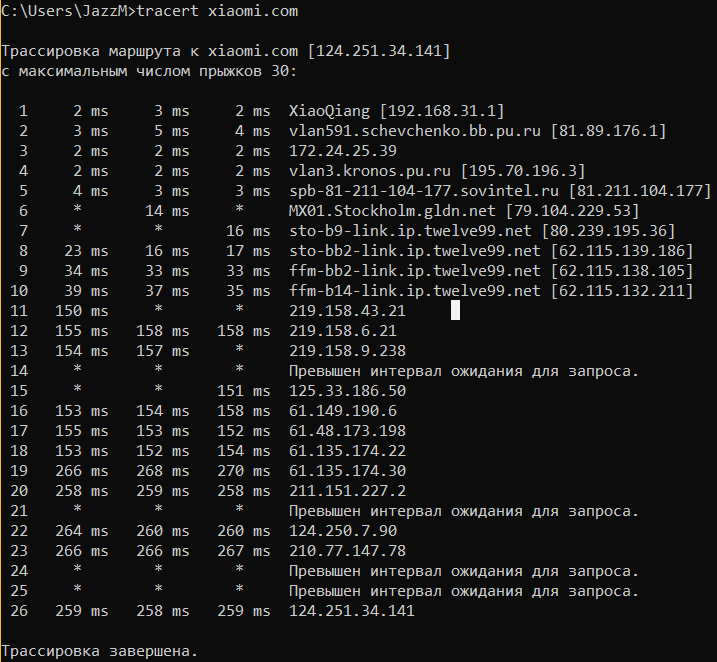 C:\Users\JazzM>tracert xiaomi.com
Трассировка маршрута к xiaomi.com [124.251.34.141]
с максимальным числом прыжков 30:
1 2 ms 3 ms 2 ms XiaoQiang [192.168.31.1]
2 3 ms 5 ms 4 ms vlan591.schevchenko.bb.pu.ru [81.89.176.1]
3 2 ms 2 ms 2 ms 172.24.25.39
4 2 ms 2 ms 2 ms vlan3.kronos.pu.ru [195.70.196.3]
5 4 ms 3 ms 3 ms spb-81-211-104-177.sovintel.ru [81.211.104.177]
6 * 14 ms * MX01.Stockholm.gldn.net [79.104.229.53]
7 * * 16 ms sto-b9-link.ip.twelve99.net [80.239.195.36]
8 23 ms 16 ms 17 ms sto-bb2-link.ip.twelve99.net [62.115.139.186]
9 34 ms 33 ms 33 ms ffm-bb2-link.ip.twelve99.net [62.115.138.105]
10 39 ms 37 ms 35 ms ffm-b14-link.ip.twelve99.net [62.115.132.211]
11 150 ms * * 219.158.43.21
12 155 ms 158 ms 158 ms 219.158.6.21
13 154 ms 157 ms * 219.158.9.238
14 * * * Превышен интервал ожидания для запроса.
15 * * 151 ms 125.33.186.50
16 153 ms 154 ms 158 ms 61.149.190.6
17 155 ms 153 ms 152 ms 61.48.173.198
18 153 ms 152 ms 154 ms 61.135.174.22
19 266 ms 268 ms 270 ms 61.135.174.30
20 258 ms 259 ms 258 ms 211.151.227.2
21 * * * Превышен интервал ожидания для запроса.
22 264 ms 260 ms 260 ms 124.250.7.90
23 266 ms 266 ms 267 ms 210.77.147.78
24 * * * Превышен интервал ожидания для запроса.
25 * * * Превышен интервал ожидания для запроса.
26 259 ms 258 ms 259 ms 124.251.34.141
Трассировка завершена.